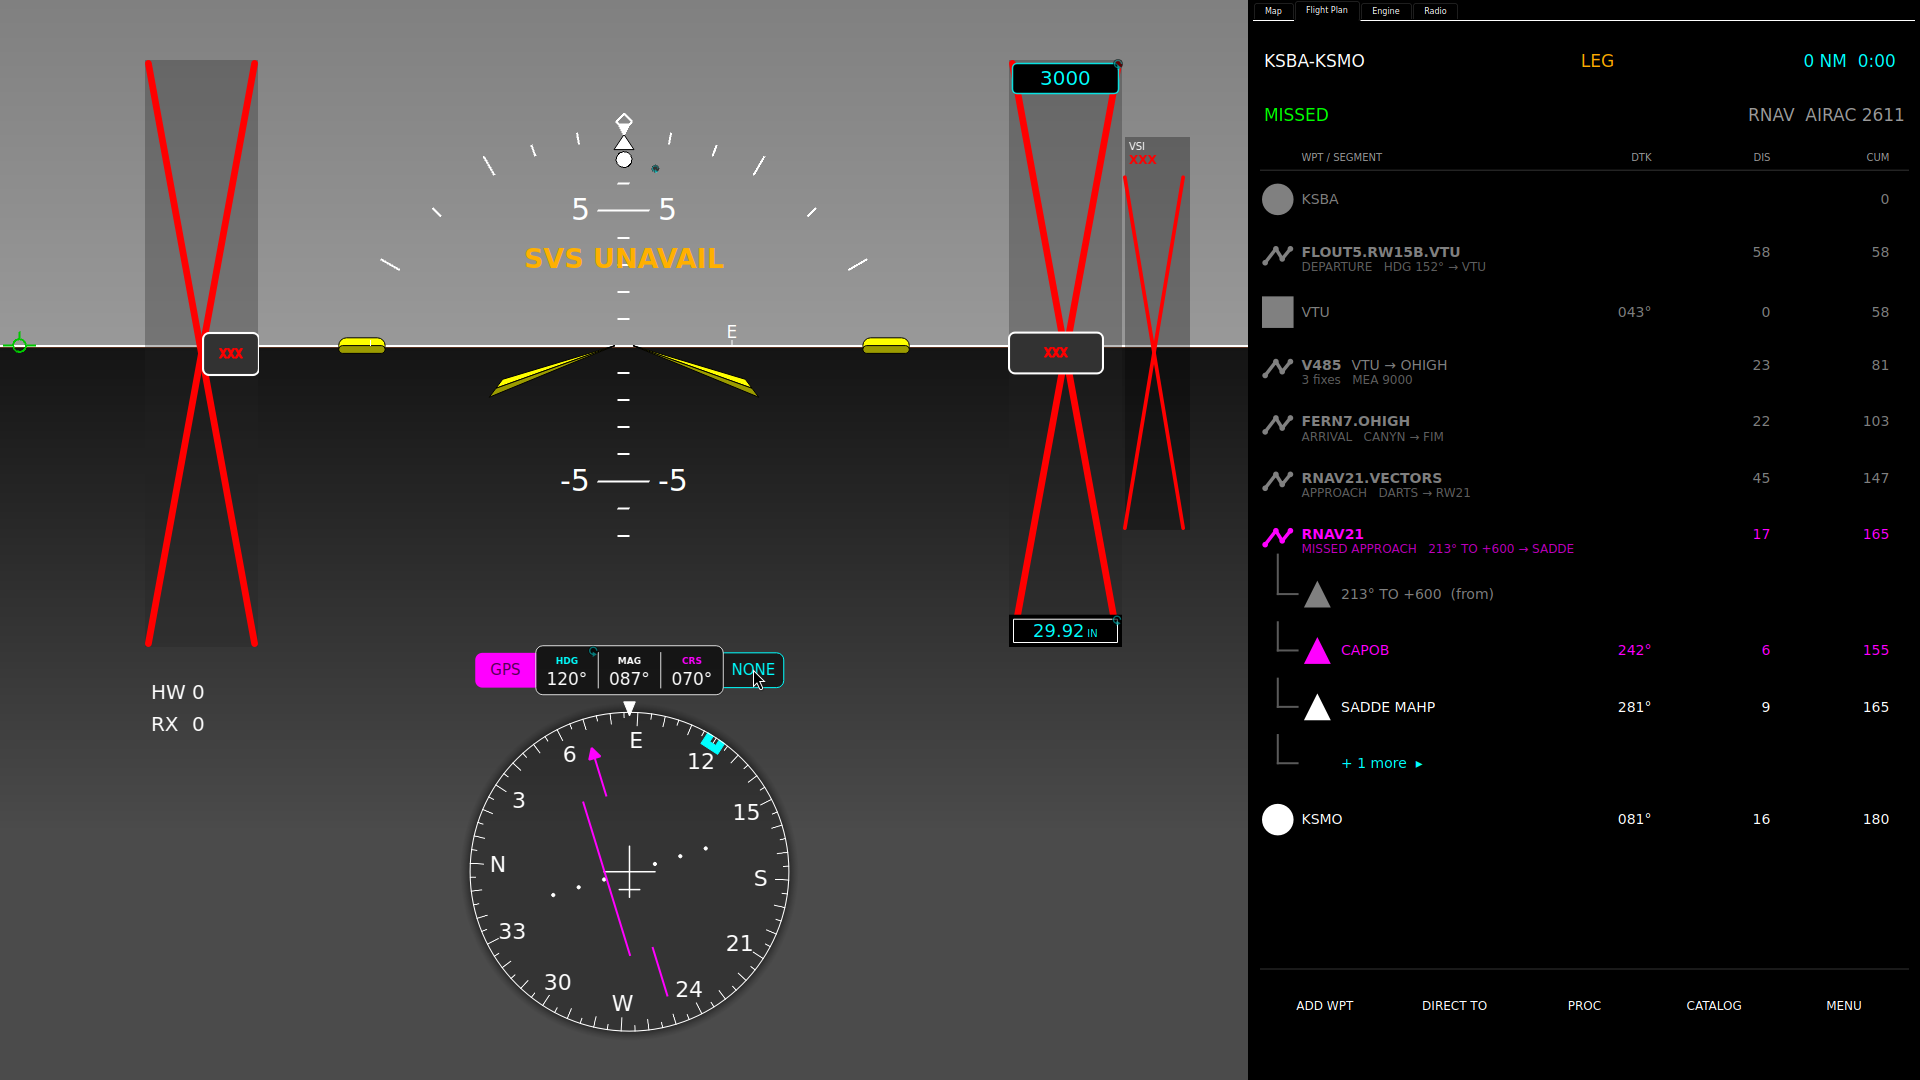 Map Flight Plan Engine Radio
KSBA-KSMO LEG 0 NM 0:00
MISSED RNAV AIRAC 2611
WPT / SEGMENT DTK DIS CUM
KSBA 0
FLOUT5.RW15B.VTU 58 58
DEPARTURE HDG 152° → VTU
VTU 043° 0 58
V485 VTU → OHIGH 23 81
3 fixes MEA 9000
FERN7.OHIGH 22 103
ARRIVAL CANYN → FIM
RNAV21.VECTORS 45 147
APPROACH DARTS → RW21
RNAV21 17 165
MISSED APPROACH 213° TO +600 → SADDE
213° TO +600 (from)
CAPOB 242° 6 155
SADDE MAHP 281° 9 165
+ 1 more ▸
KSMO 081° 16 180
ADD WPT DIRECT TO PROC CATALOG MENU
3000
VSI
XXX
5 5
SVS UNAVAIL
E
XXX
XXX
-5 -5
29.92 IN
GPS
HDG MAG CRS
120° 087° 070°
NONE
HW 0
RX 0
6 E 12
3 15
N S
33 21
30 W 24